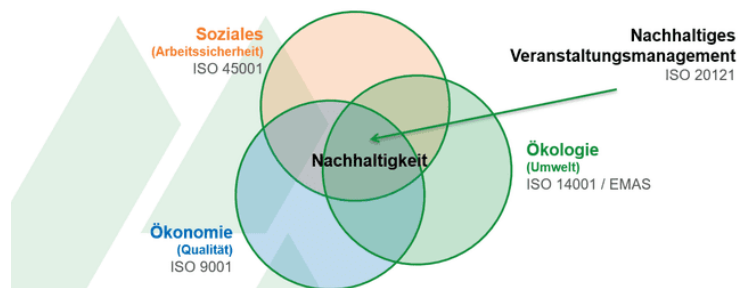 Soziales
(Arbeitssicherheit)
ISO 45001
Nachhaltiges
Veranstaltungsmanagement
ISO 20121
Nachhaltigkeit
Ökologie
(Umwelt)
ISO 14001 / EMAS
Ökonomie
(Qualität)
ISO 9001